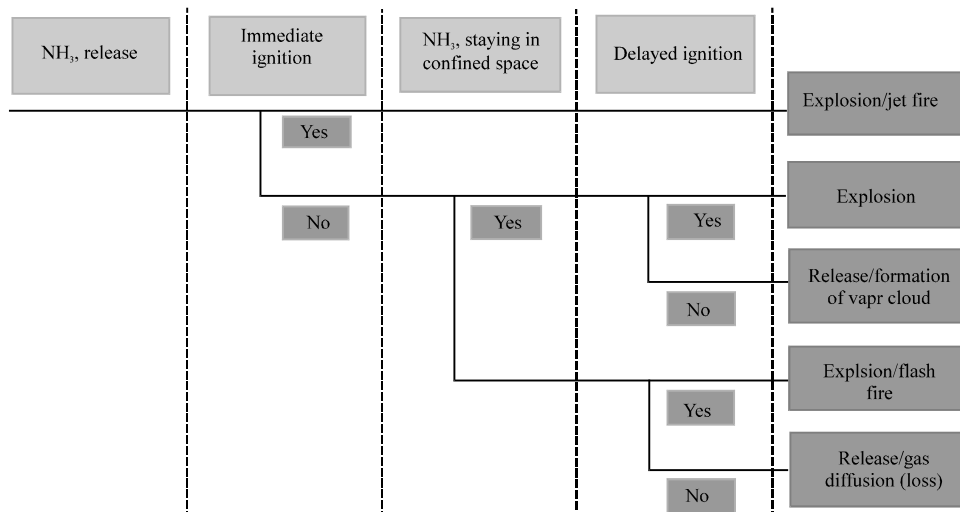 NH₃, release
Immediate
ignition
NH₃, staying in
confined space
Delayed ignition
Explosion/jet fire
Yes
Explosion
No
Yes
Yes
Release/formation
of vapr cloud
No
Explsion/flash
fire
Yes
Release/gas
diffusion (loss)
No